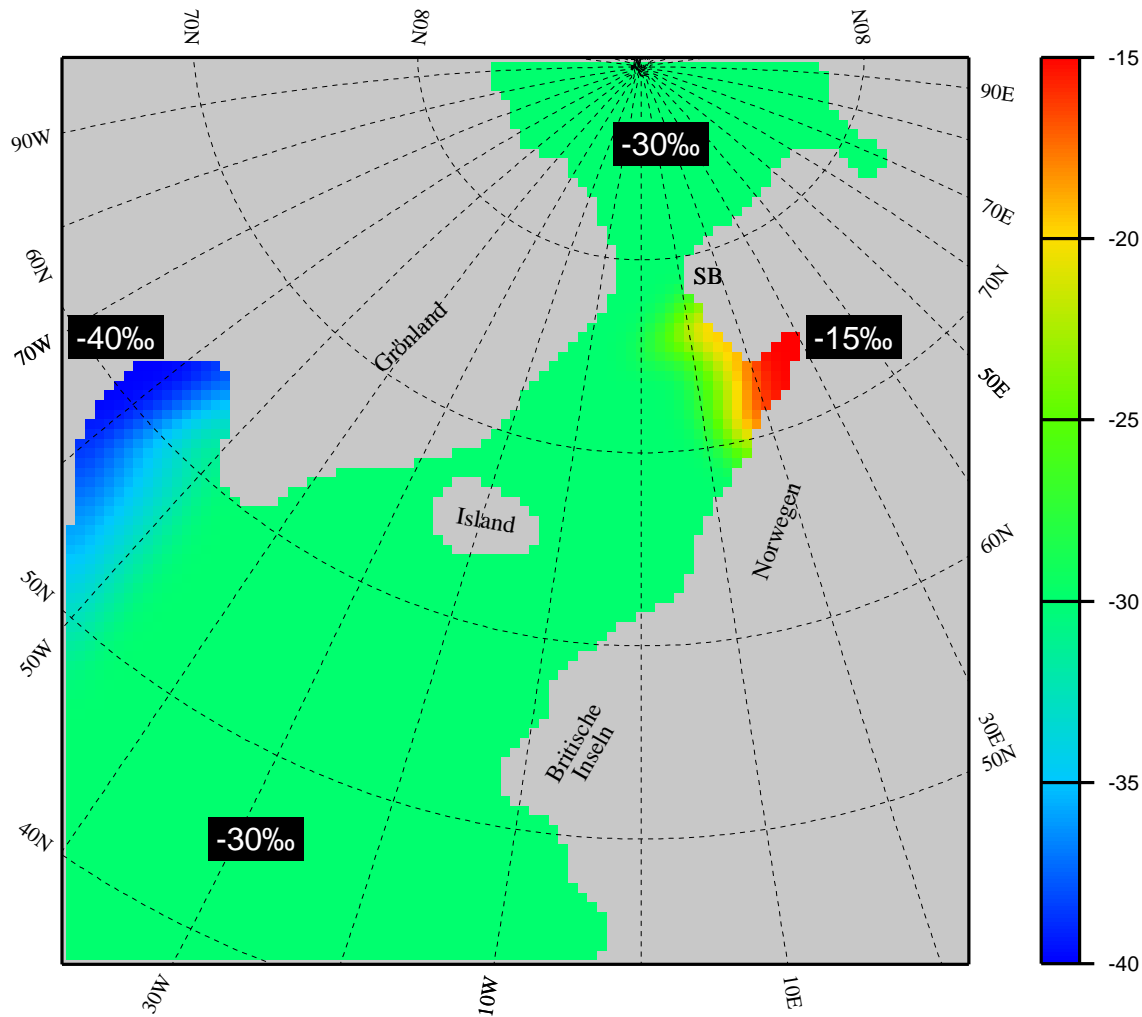 70N
80N
80N
-15
90E
90W
-30‰
70E
-20
60N
SB
70N
-40‰
-15‰
70W
Grönland
50E
-25
Island
Norwegen
60N
50N
-30
50W
30E
50N
Britische
Inseln
-35
40N
-30‰
-40
30W
10W
10E